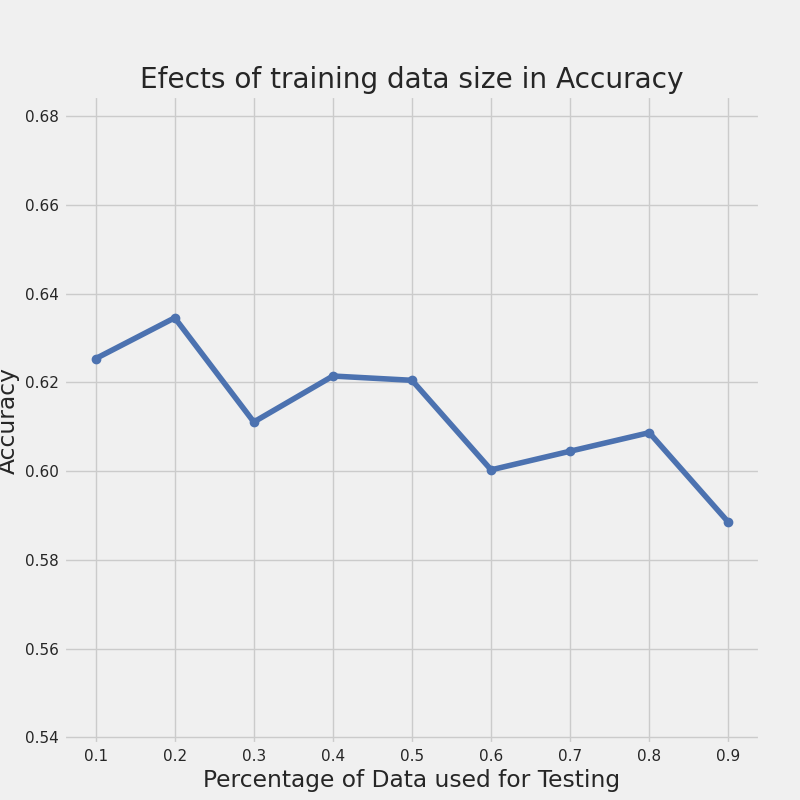 Efects of training data size in Accuracy
0.68
0.66
0.64
0.62
0.60
0.58
0.56
0.54
Accuracy
0.1 0.2 0.3 0.4 0.5 0.6 0.7 0.8 0.9
Percentage of Data used for Testing